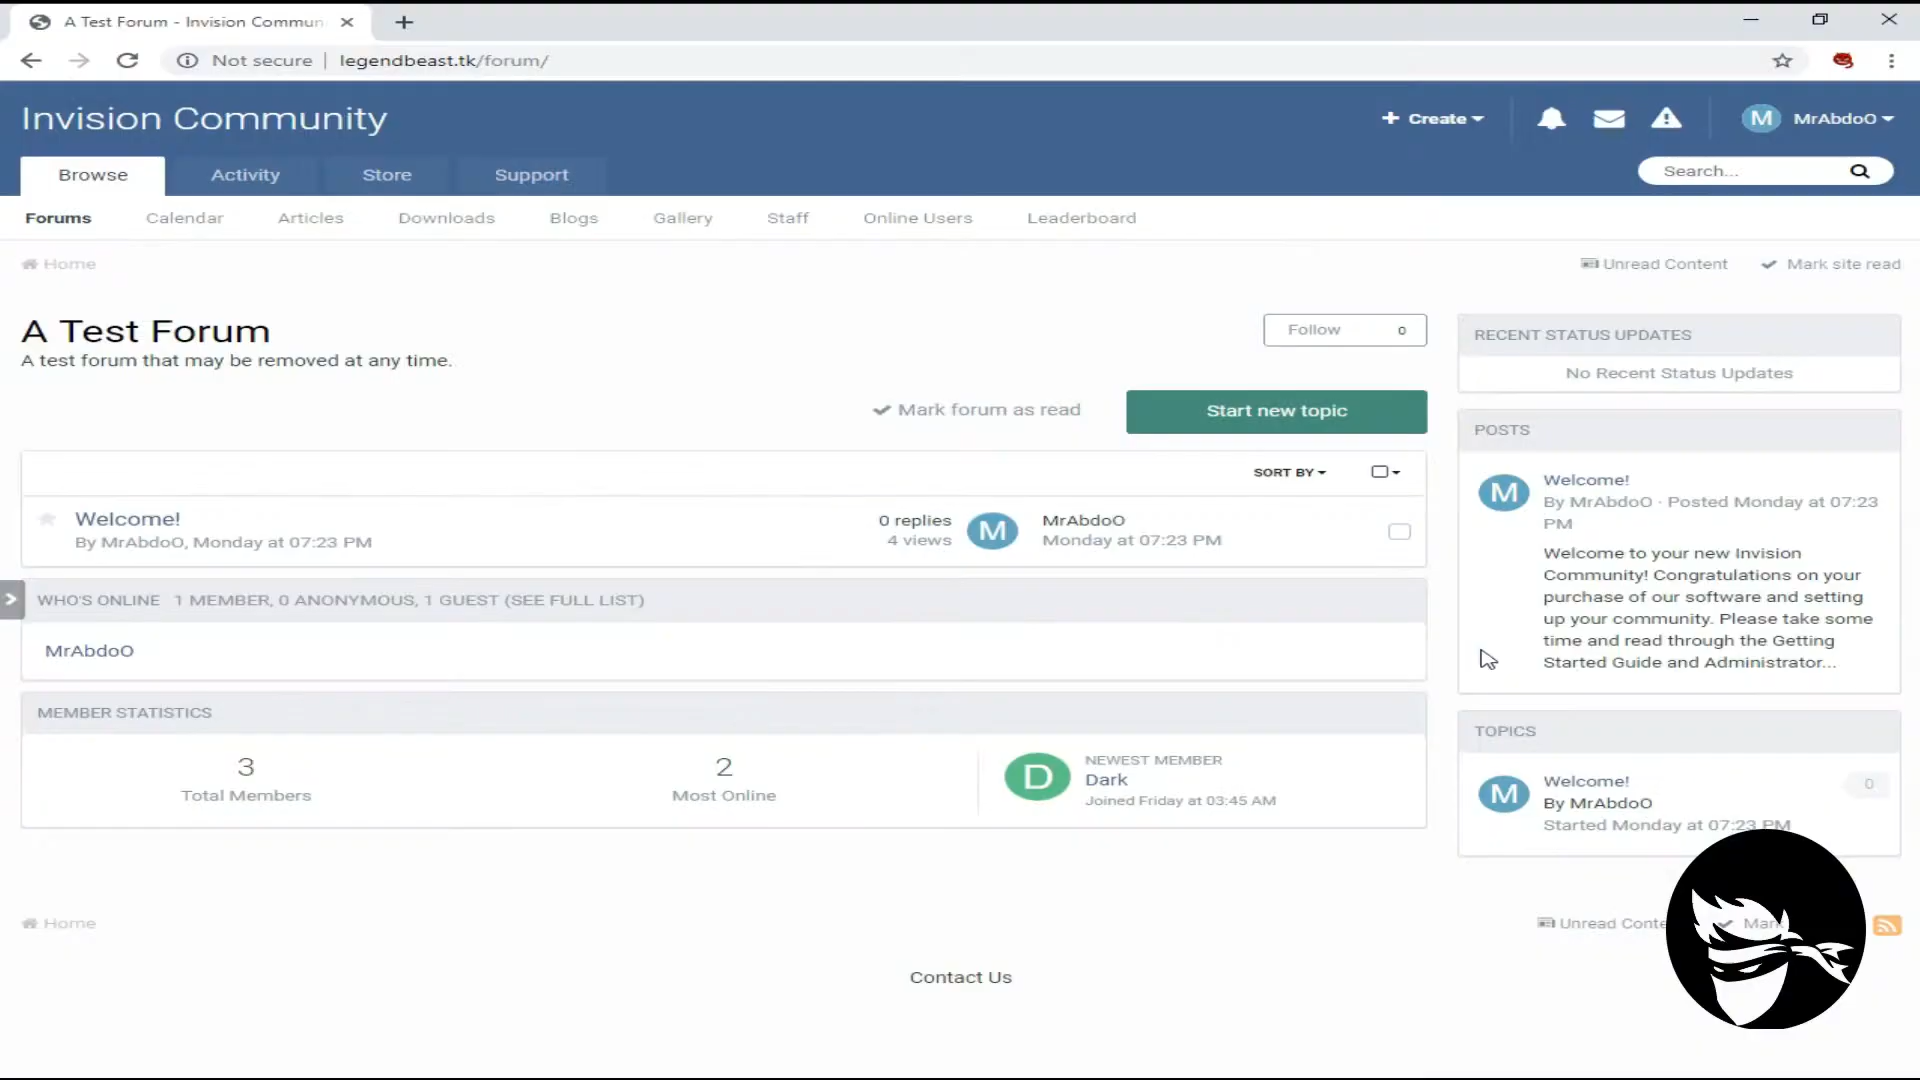 A Test Forum - Invision Commun
Not secure | legendbeast.tk/forum/
Invision Community
+ Create
M MrAbdoO
Browse Activity Store Support
Search...
Forums Calendar Articles Downloads Blogs Gallery Staff Online Users Leaderboard
Home
Unread Content Mark site read
A Test Forum
A test forum that may be removed at any time.
Follow 0
Mark forum as read
Start new topic
SORT BY
Welcome!
By MrAbdoO, Monday at 07:23 PM
0 replies
4 views
M
MrAbdoO
Monday at 07:23 PM
WHO'S ONLINE 1 MEMBER, 0 ANONYMOUS, 1 GUEST (SEE FULL LIST)
MrAbdoO
MEMBER STATISTICS
3
Total Members
2
Most Online
D
NEWEST MEMBER
Dark
Joined Friday at 03:45 AM
RECENT STATUS UPDATES
No Recent Status Updates
POSTS
M
Welcome!
By MrAbdoO · Posted Monday at 07:23
PM
Welcome to your new Invision
Community! Congratulations on your
purchase of our software and setting
up your community. Please take some
time and read through the Getting
Started Guide and Administrator...
TOPICS
M
Welcome!
0
By MrAbdoO
Started Monday at 07:23 PM
Home
Unread Conte Mar
Contact Us